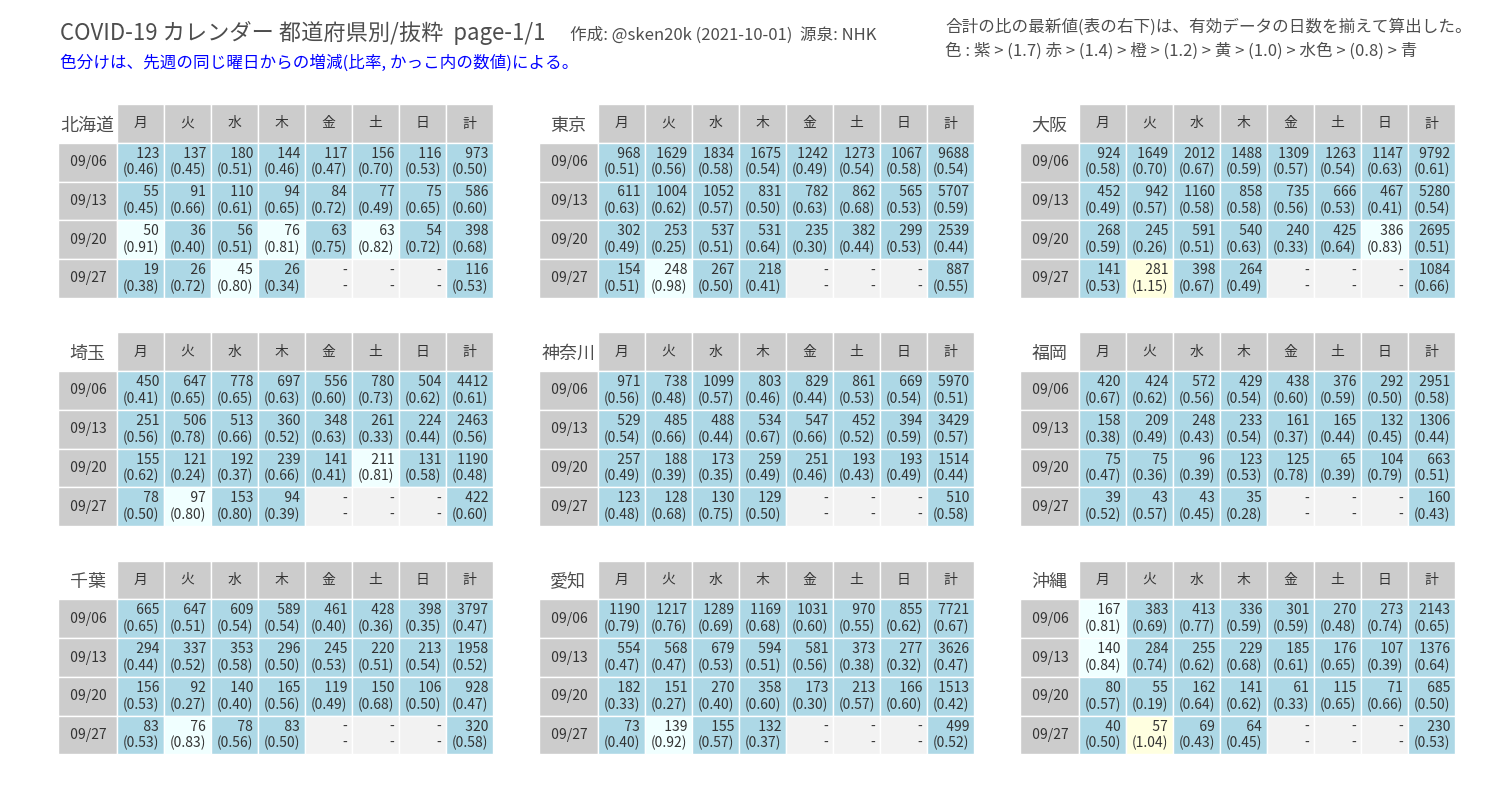 COVID-19 カレンダー 都道府県別/抜粋 page-1/1 作成: @sken20k (2021-10-01) 源泉: NHK
合計の比の最新値(表の右下)は、有効データの日数を揃えて算出した。
色分けは、先週の同じ曜日からの増減(比率, かっこ内の数値)による。
色 : 紫 > (1.7) 赤 > (1.4) > 橙 > (1.2) > 黄 > (1.0) > 水色 > (0.8) > 青
北海道 月 火 水 木 金 土 日 計
09/06 123 137 180 144 117 156 116 973
(0.46) (0.45) (0.51) (0.46) (0.47) (0.70) (0.53) (0.50)
09/13 55 91 110 94 84 77 75 586
(0.45) (0.66) (0.61) (0.65) (0.72) (0.49) (0.65) (0.60)
09/20 50 36 56 76 63 63 54 398
(0.91) (0.40) (0.51) (0.81) (0.75) (0.82) (0.72) (0.68)
09/27 19 26 45 26 - - - 116
(0.38) (0.72) (0.80) (0.34) - - - (0.53)
東京 月 火 水 木 金 土 日 計
09/06 968 1629 1834 1675 1242 1273 1067 9688
(0.51) (0.56) (0.58) (0.54) (0.49) (0.54) (0.58) (0.54)
09/13 611 1004 1052 831 782 862 565 5707
(0.63) (0.62) (0.57) (0.50) (0.63) (0.68) (0.53) (0.59)
09/20 302 253 537 531 235 382 299 2539
(0.49) (0.25) (0.51) (0.64) (0.30) (0.44) (0.53) (0.44)
09/27 154 248 267 218 - - - 887
(0.51) (0.98) (0.50) (0.41) - - - (0.55)
大阪 月 火 水 木 金 土 日 計
09/06 924 1649 2012 1488 1309 1263 1147 9792
(0.58) (0.70) (0.67) (0.59) (0.57) (0.54) (0.63) (0.61)
09/13 452 942 1160 858 735 666 467 5280
(0.49) (0.57) (0.58) (0.58) (0.56) (0.53) (0.41) (0.54)
09/20 268 245 591 540 240 425 386 2695
(0.59) (0.26) (0.51) (0.63) (0.33) (0.64) (0.83) (0.51)
09/27 141 281 398 264 - - - 1084
(0.53) (1.15) (0.67) (0.49) - - - (0.66)
埼玉 月 火 水 木 金 土 日 計
09/06 450 647 778 697 556 780 504 4412
(0.41) (0.65) (0.65) (0.63) (0.60) (0.73) (0.62) (0.61)
09/13 251 506 513 360 348 261 224 2463
(0.56) (0.78) (0.66) (0.52) (0.63) (0.33) (0.44) (0.56)
09/20 155 121 192 239 141 211 131 1190
(0.62) (0.24) (0.37) (0.66) (0.41) (0.81) (0.58) (0.48)
09/27 78 97 153 94 - - - 422
(0.50) (0.80) (0.80) (0.39) - - - (0.60)
神奈川 月 火 水 木 金 土 日 計
09/06 971 738 1099 803 829 861 669 5970
(0.56) (0.48) (0.57) (0.46) (0.44) (0.53) (0.54) (0.51)
09/13 529 485 488 534 547 452 394 3429
(0.54) (0.66) (0.44) (0.67) (0.66) (0.52) (0.59) (0.57)
09/20 257 188 173 259 251 193 193 1514
(0.49) (0.39) (0.35) (0.49) (0.46) (0.43) (0.49) (0.44)
09/27 123 128 130 129 - - - 510
(0.48) (0.68) (0.75) (0.50) - - - (0.58)
福岡 月 火 水 木 金 土 日 計
09/06 420 424 572 429 438 376 292 2951
(0.67) (0.62) (0.56) (0.54) (0.60) (0.59) (0.50) (0.58)
09/13 158 209 248 233 161 165 132 1306
(0.38) (0.49) (0.43) (0.54) (0.37) (0.44) (0.45) (0.44)
09/20 75 75 96 123 125 65 104 663
(0.47) (0.36) (0.39) (0.53) (0.78) (0.39) (0.79) (0.51)
09/27 39 43 43 35 - - - 160
(0.52) (0.57) (0.45) (0.28) - - - (0.43)
千葉 月 火 水 木 金 土 日 計
09/06 665 647 609 589 461 428 398 3797
(0.65) (0.51) (0.54) (0.54) (0.40) (0.36) (0.35) (0.47)
09/13 294 337 353 296 245 220 213 1958
(0.44) (0.52) (0.58) (0.50) (0.53) (0.51) (0.54) (0.52)
09/20 156 92 140 165 119 150 106 928
(0.53) (0.27) (0.40) (0.56) (0.49) (0.68) (0.50) (0.47)
09/27 83 76 78 83 - - - 320
(0.53) (0.83) (0.56) (0.50) - - - (0.58)
愛知 月 火 水 木 金 土 日 計
09/06 1190 1217 1289 1169 1031 970 855 7721
(0.79) (0.76) (0.69) (0.68) (0.60) (0.55) (0.62) (0.67)
09/13 554 568 679 594 581 373 277 3626
(0.47) (0.47) (0.53) (0.51) (0.56) (0.38) (0.32) (0.47)
09/20 182 151 270 358 173 213 166 1513
(0.33) (0.27) (0.40) (0.60) (0.30) (0.57) (0.60) (0.42)
09/27 73 139 155 132 - - - 499
(0.40) (0.92) (0.57) (0.37) - - - (0.52)
沖縄 月 火 水 木 金 土 日 計
09/06 167 383 413 336 301 270 273 2143
(0.81) (0.69) (0.77) (0.59) (0.59) (0.48) (0.74) (0.65)
09/13 140 284 255 229 185 176 107 1376
(0.84) (0.74) (0.62) (0.68) (0.61) (0.65) (0.39) (0.64)
09/20 80 55 162 141 61 115 71 685
(0.57) (0.19) (0.64) (0.62) (0.33) (0.65) (0.66) (0.50)
09/27 40 57 69 64 - - - 230
(0.50) (1.04) (0.43) (0.45) - - - (0.53)